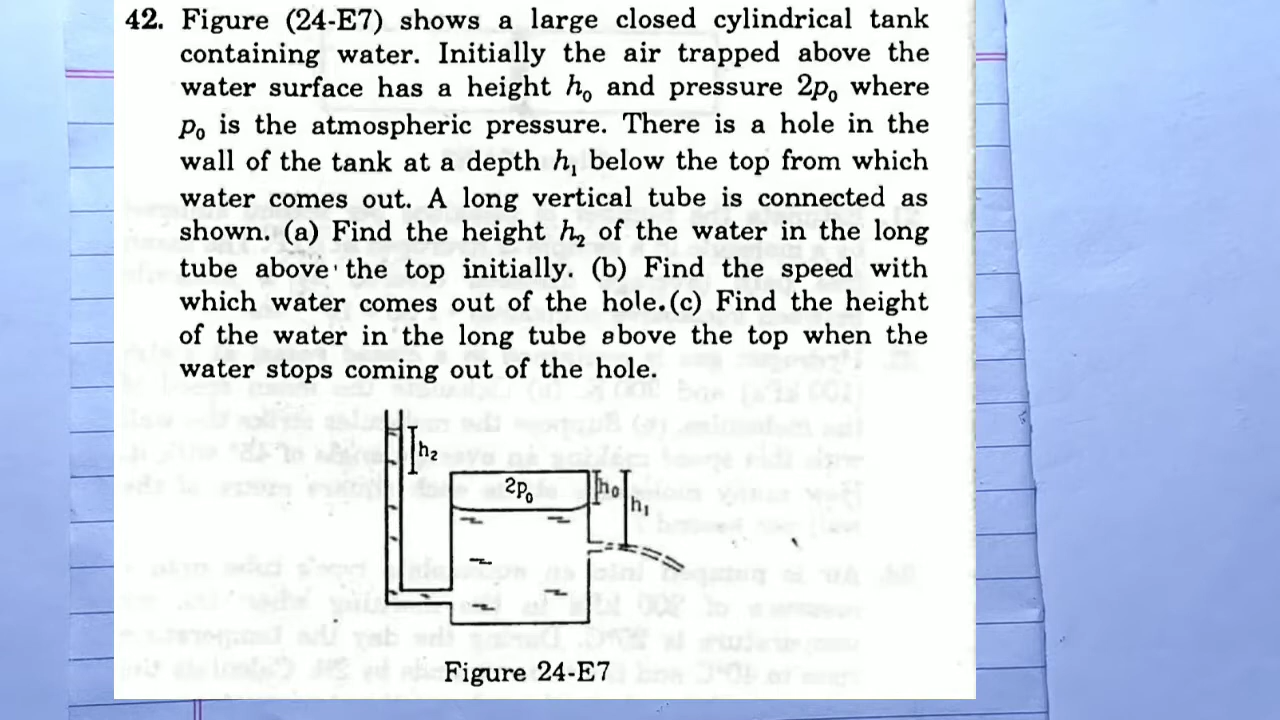 42. Figure (24-E7) shows a large closed cylindrical tank
containing water. Initially the air trapped above the
water surface has a height h₀ and pressure 2p₀ where
p₀ is the atmospheric pressure. There is a hole in the
wall of the tank at a depth h₁ below the top from which
water comes out. A long vertical tube is connected as
shown. (a) Find the height h₂ of the water in the long
tube above the top initially. (b) Find the speed with
which water comes out of the hole.(c) Find the height
of the water in the long tube above the top when the
water stops coming out of the hole.
h₂
2P₀
h₀
h₁
Figure 24-E7